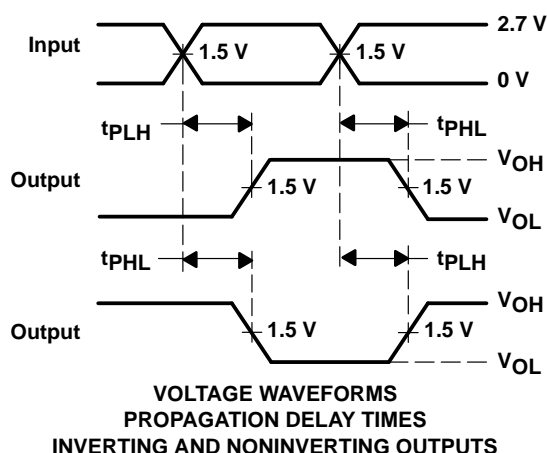 2.7 V
Input
1.5 V 1.5 V
0 V
tPLH tPHL
VOH
Output
1.5 V 1.5 V
VOL
tPHL tPLH
VOH
Output
1.5 V 1.5 V
VOL
VOLTAGE WAVEFORMS
PROPAGATION DELAY TIMES
INVERTING AND NONINVERTING OUTPUTS